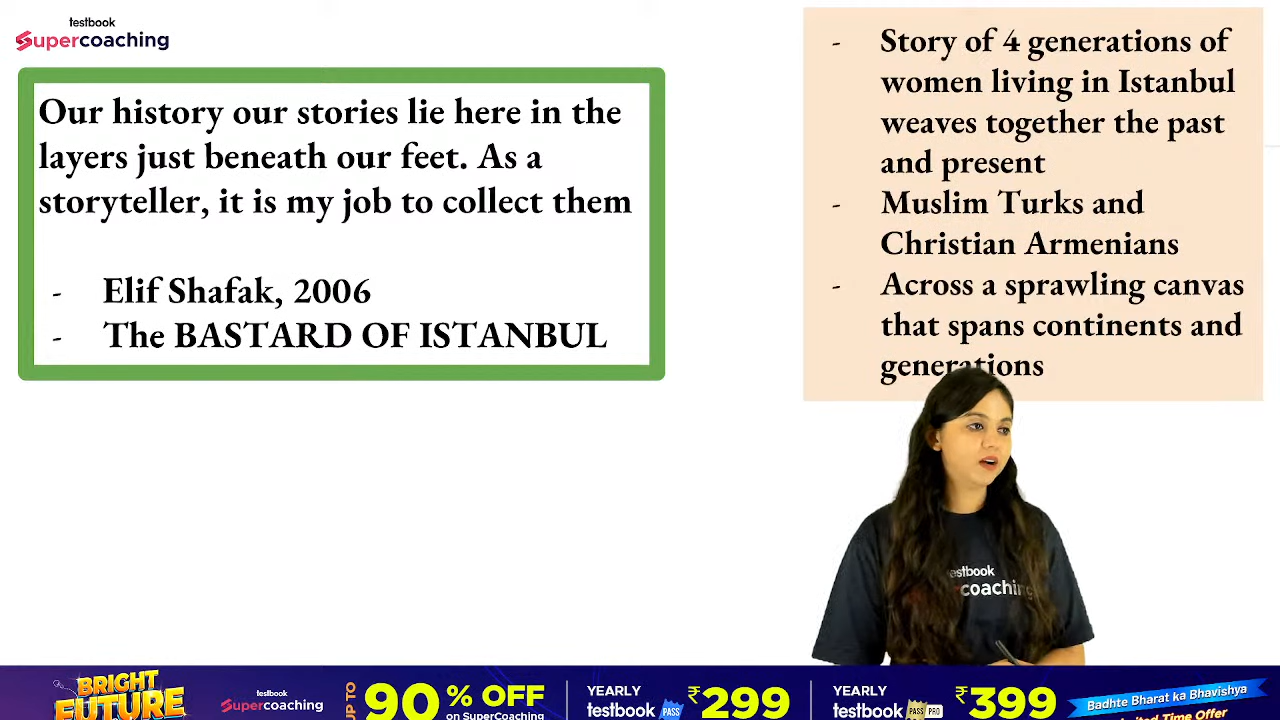 testbook
Supercoaching
Our history our stories lie here in the
layers just beneath our feet. As a
storyteller, it is my job to collect them
- Elif Shafak, 2006
- The BASTARD OF ISTANBUL
- Story of 4 generations of
women living in Istanbul
weaves together the past
and present
- Muslim Turks and
Christian Armenians
- Across a sprawling canvas
that spans continents and
generations
testbook
coaching
BRIGHT
FUTURE
testbook
Supercoaching
UPTO
90 % OFF
on SuperCoaching
YEARLY
testbook PASS
₹299
YEARLY
testbook PASS PRO
₹399
Badhte Bharat ka Bhavishya
Time Offer